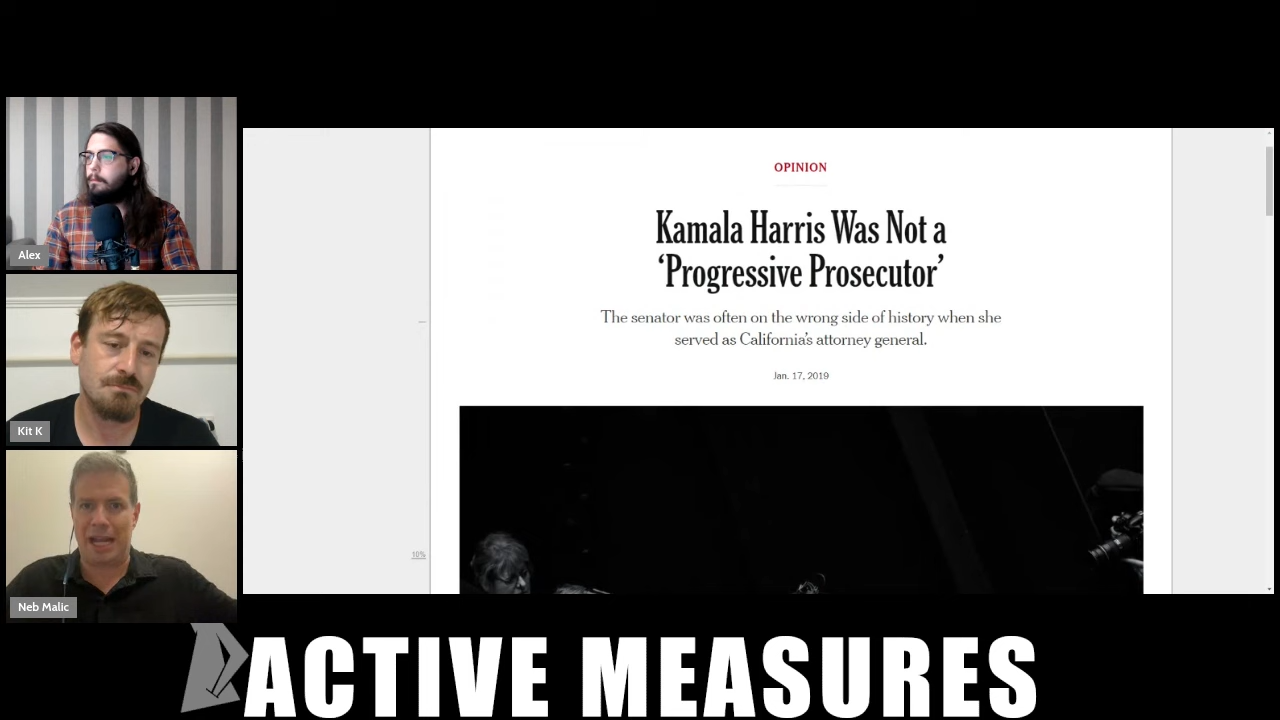 Alex
Kit K
Neb Malic
OPINION
Kamala Harris Was Not a
‘Progressive Prosecutor’
The senator was often on the wrong side of history when she
served as California’s attorney general.
Jan. 17, 2019
10%
ACTIVE MEASURES